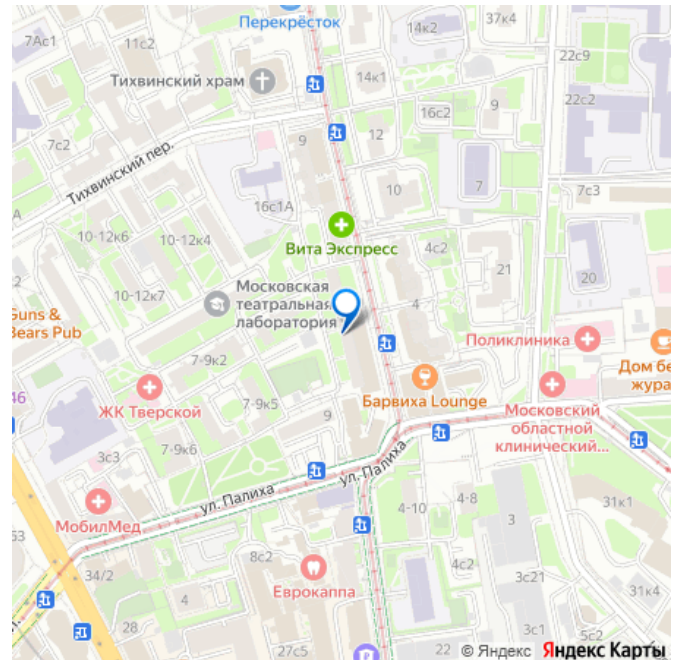 Перекрёсток
37к4
14к2
7Ас1
11с2
22с9
Тихвинский храм
14к1
22с2
16с2
9
12
9
7с2
Тихвинский пер.
10
7
7с3
16с1А
Вита Экспресс
10-12к6
10-12к4
4с2
21
20
10-12к7
Московская
театральная
лаборатория
4
Guns &
Bears Pub
Поликлиника
7-9к2
Дом бе
жура
Барвиха Lounge
46
ЖК Тверской
7-9к5
9
Московский
областной
клинический...
7-9к6
3с3
ул. Палиха
ул. Палиха...
МобилМед
4-10
4-8
31к1
53
3
8с2
34/2
4с2
3с21
Еврокаппа
4
31к4
28
27с5
22
5с2
© Яндекс Яндекс Карты